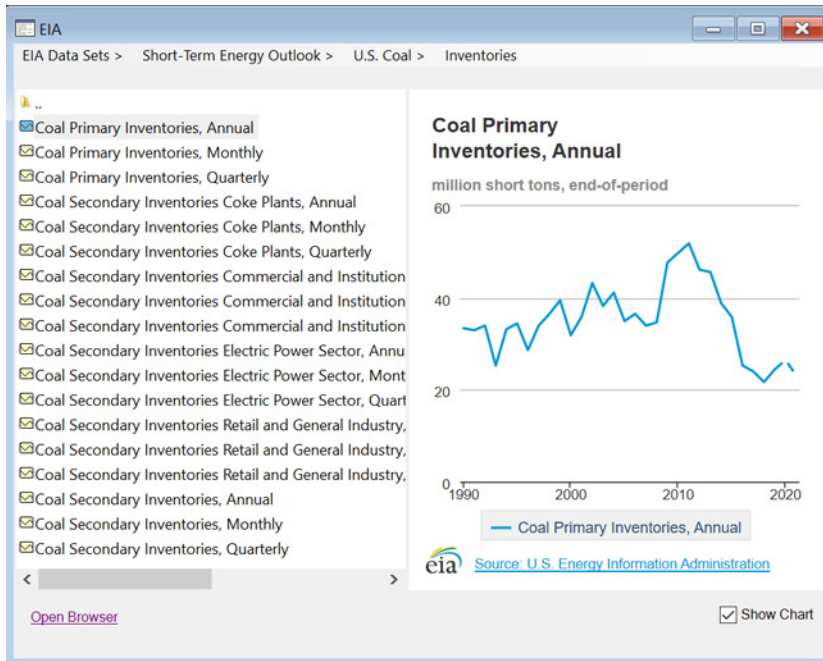 EIA
EIA Data Sets > Short-Term Energy Outlook > U.S. Coal > Inventories
..
Coal Primary Inventories, Annual
Coal Primary Inventories, Monthly
Coal Primary Inventories, Quarterly
Coal Secondary Inventories Coke Plants, Annual
Coal Secondary Inventories Coke Plants, Monthly
Coal Secondary Inventories Coke Plants, Quarterly
Coal Secondary Inventories Commercial and Institution
Coal Secondary Inventories Commercial and Institution
Coal Secondary Inventories Commercial and Institution
Coal Secondary Inventories Electric Power Sector, Annu
Coal Secondary Inventories Electric Power Sector, Mont
Coal Secondary Inventories Electric Power Sector, Quart
Coal Secondary Inventories Retail and General Industry,
Coal Secondary Inventories Retail and General Industry,
Coal Secondary Inventories Retail and General Industry,
Coal Secondary Inventories, Annual
Coal Secondary Inventories, Monthly
Coal Secondary Inventories, Quarterly
Open Browser
Coal Primary
Inventories, Annual
million short tons, end-of-period
60
40
20
0
1990 2000 2010 2020
Coal Primary Inventories, Annual
eia Source: U.S. Energy Information Administration
Show Chart